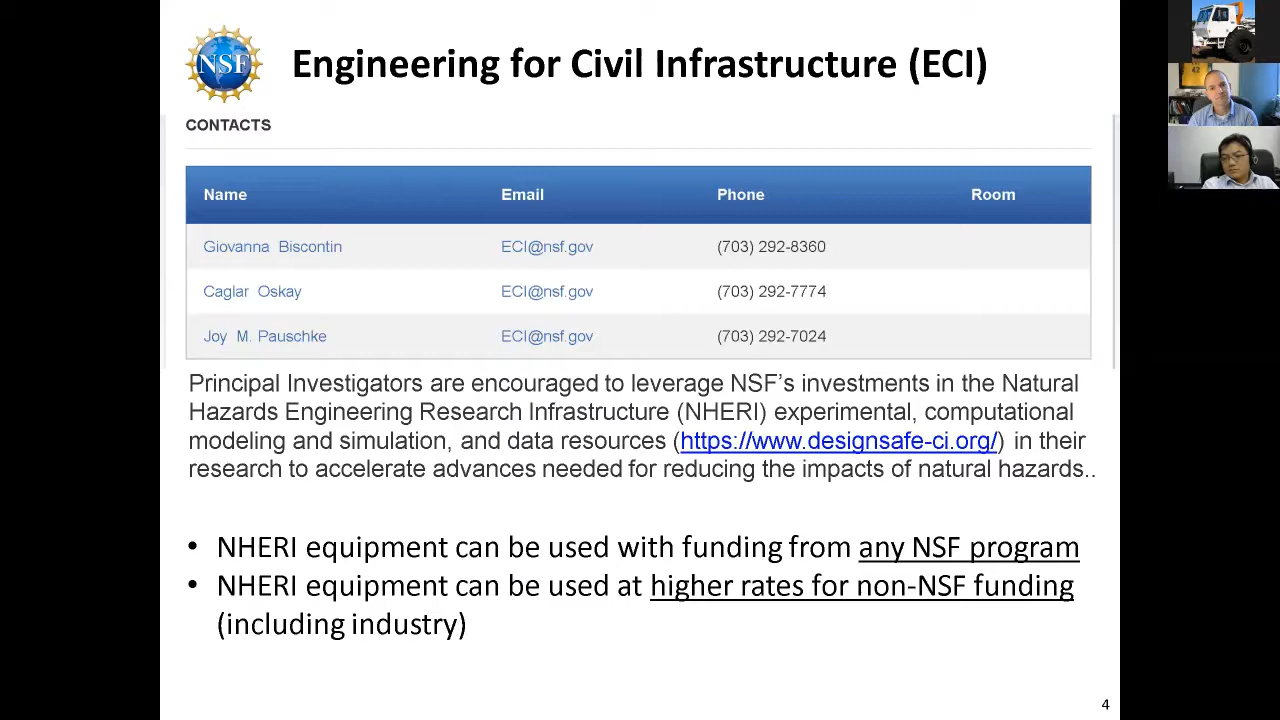 NSF
Engineering for Civil Infrastructure (ECI)
CONTACTS
Name Email Phone Room
Giovanna Biscontin ECI@nsf.gov (703) 292-8360
Caglar Oskay ECI@nsf.gov (703) 292-7774
Joy M. Pauschke ECI@nsf.gov (703) 292-7024
Principal Investigators are encouraged to leverage NSF's investments in the Natural
Hazards Engineering Research Infrastructure (NHERI) experimental, computational
modeling and simulation, and data resources (https://www.designsafe-ci.org/) in their
research to accelerate advances needed for reducing the impacts of natural hazards..
• NHERI equipment can be used with funding from any NSF program
• NHERI equipment can be used at higher rates for non-NSF funding
(including industry)
4